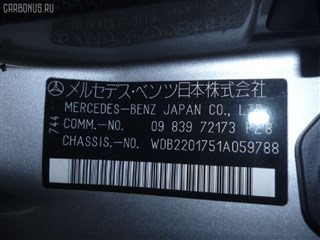 CARBONUS.RU
メルセデス・ベンツ日本株式会社
MERCEDES-BENZ JAPAN CO., LTD.
COMM.-NO. 09 839 72173 PZ8
CHASSIS.-NO. WDB2201751A059788
744